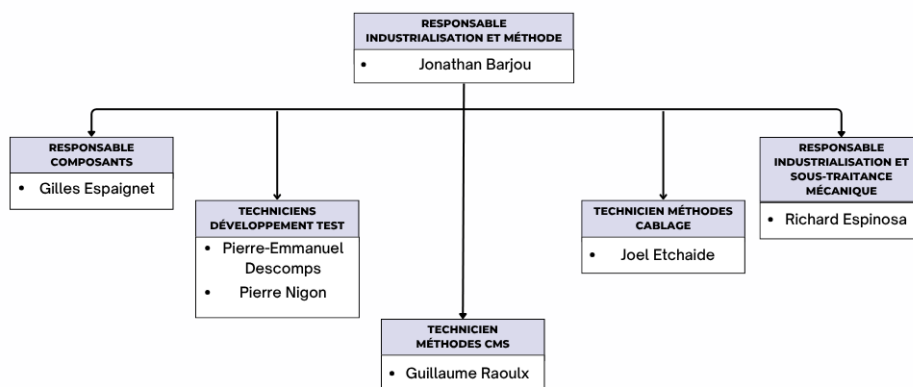 RESPONSABLE
INDUSTRIALISATION ET MÉTHODE
• Jonathan Barjou
RESPONSABLE
COMPOSANTS
• Gilles Espaignet
TECHNICIENS
DÉVELOPPEMENT TEST
• Pierre-Emmanuel
Descomps
• Pierre Nigon
TECHNICIEN
MÉTHODES CMS
• Guillaume Raoulx
TECHNICIEN MÉTHODES
CABLAGE
• Joel Etchaide
RESPONSABLE
INDUSTRIALISATION ET
SOUS-TRAITANCE
MÉCANIQUE
• Richard Espinosa